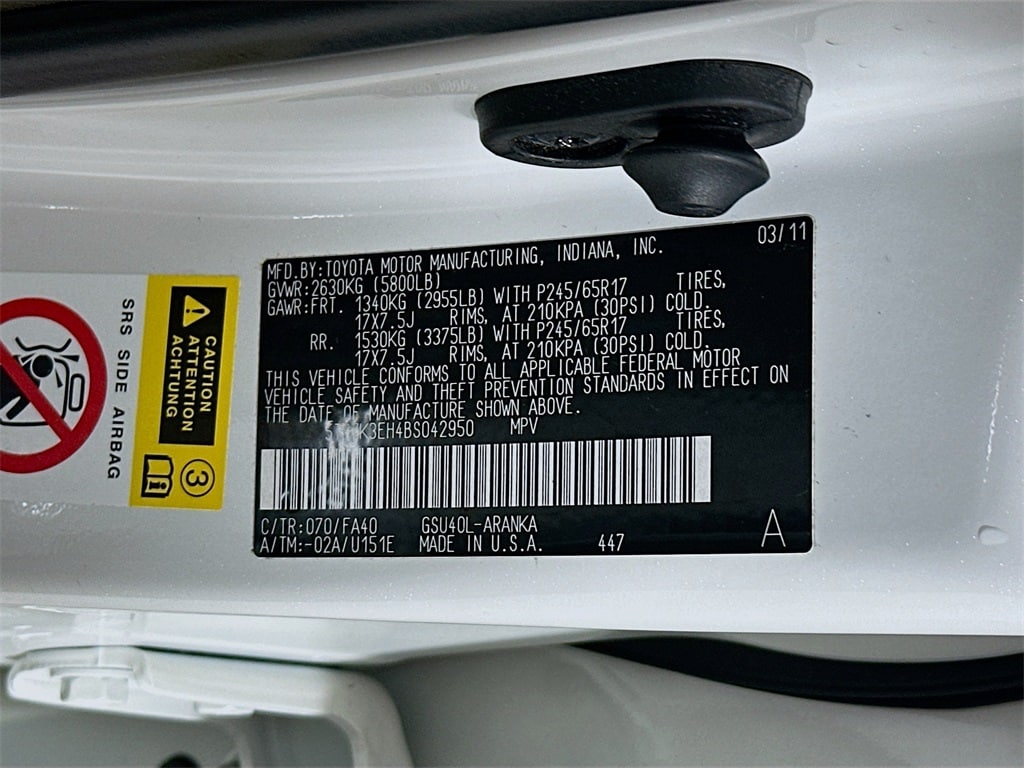 03/11
MFD.BY:TOYOTA MOTOR MANUFACTURING, INDIANA, INC.
GVWR:2630KG (5800LB)
GAWR:FRT. 1340KG (2955LB) WITH P245/65R17 TIRES,
17X7.5J RIMS, AT 210KPA (30PSI) COLD.
RR. 1530KG (3375LB) WITH P245/65R17 TIRES,
17X7.5J RIMS, AT 210KPA (30PSI) COLD.
THIS VEHICLE CONFORMS TO ALL APPLICABLE FEDERAL MOTOR
VEHICLE SAFETY AND THEFT PREVENTION STANDARDS IN EFFECT ON
THE DATE OF MANUFACTURE SHOWN ABOVE.
MPV
C/TR:070/FA40 GSU40L-ARANKA
A/TM:-02A/U151E MADE IN U.S.A. 447 A
CAUTION
ATTENTION
ACHTUNG
3
SRS SIDE AIRBAG